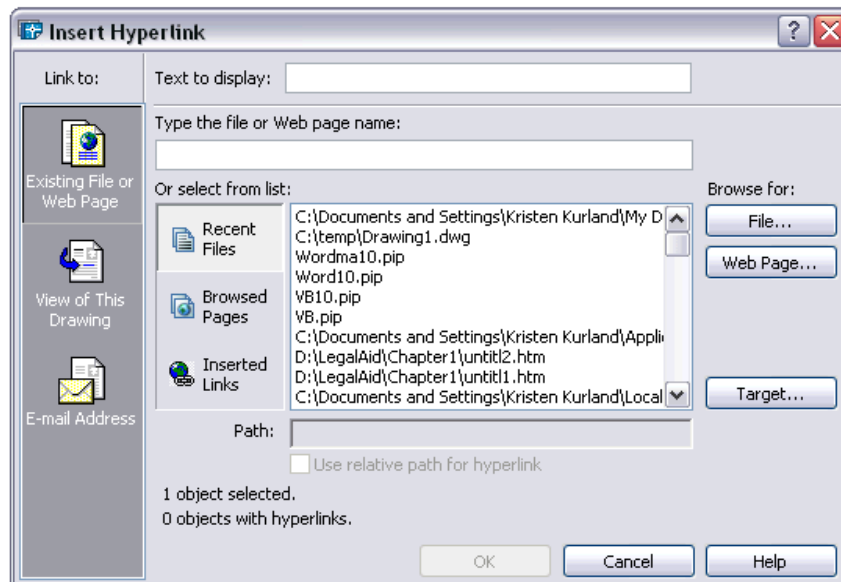 Insert Hyperlink
Link to:
Text to display:
Existing File or
Web Page
View of This
Drawing
E-mail Address
Type the file or Web page name:
Or select from list:
Recent
Files
Browsed
Pages
Inserted
Links
C:\Documents and Settings\Kristen Kurland\My D
C:\temp\Drawing1.dwg
Wordma10.pip
Word10.pip
VB10.pip
VB.pip
C:\Documents and Settings\Kristen Kurland\Appli
D:\LegalAid\Chapter1\untitl2.htm
D:\LegalAid\Chapter1\untitl1.htm
C:\Documents and Settings\Kristen Kurland\Local
Browse for:
File...
Web Page...
Target...
Path:
Use relative path for hyperlink
1 object selected.
0 objects with hyperlinks.
OK
Cancel
Help